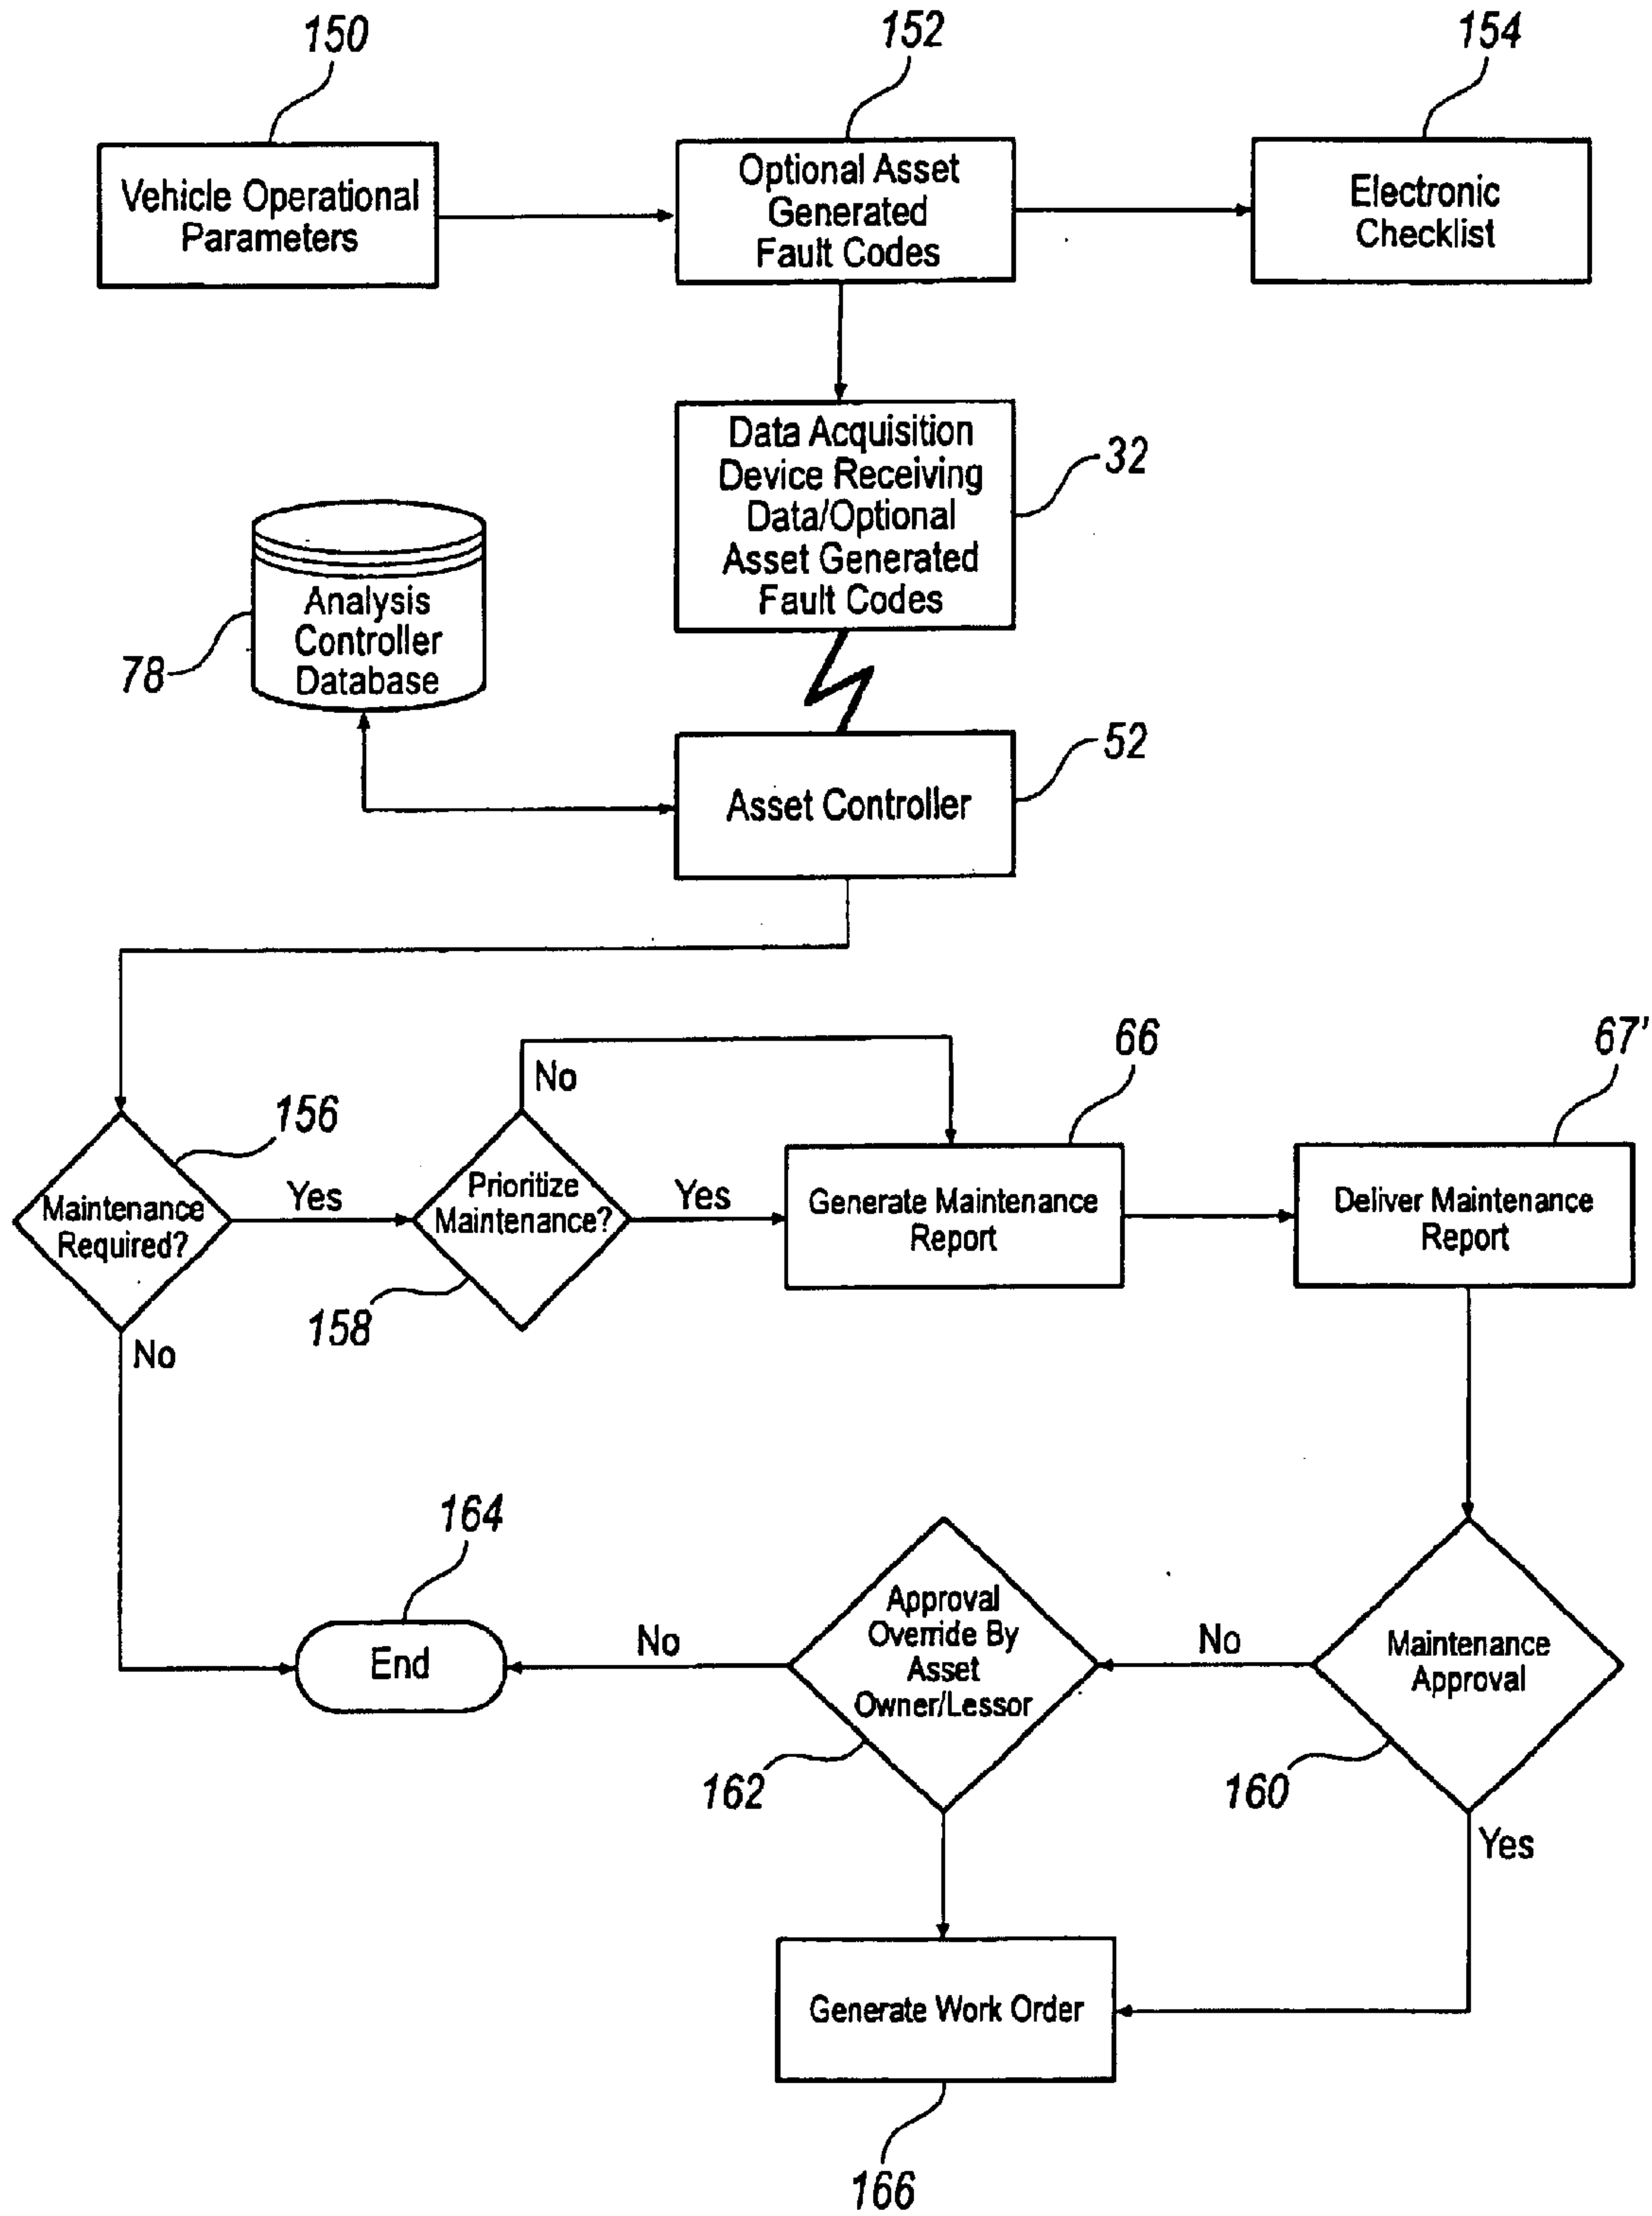 150
152
154
Vehicle Operational
Parameters
Optional Asset
Generated
Fault Codes
Electronic
Checklist
Data Acquisition
Device Receiving
Data/Optional
Asset Generated
Fault Codes
32
Analysis
Controller
Database
78
52
Asset Controller
66
67'
No
156
Maintenance
Required?
Yes
Prioritize
Maintenance?
Yes
Generate Maintenance
Report
Deliver Maintenance
Report
158
No
164
End
No
Approval
Override By
Asset
Owner/Lessor
No
Maintenance
Approval
162
160
Yes
Generate Work Order
166